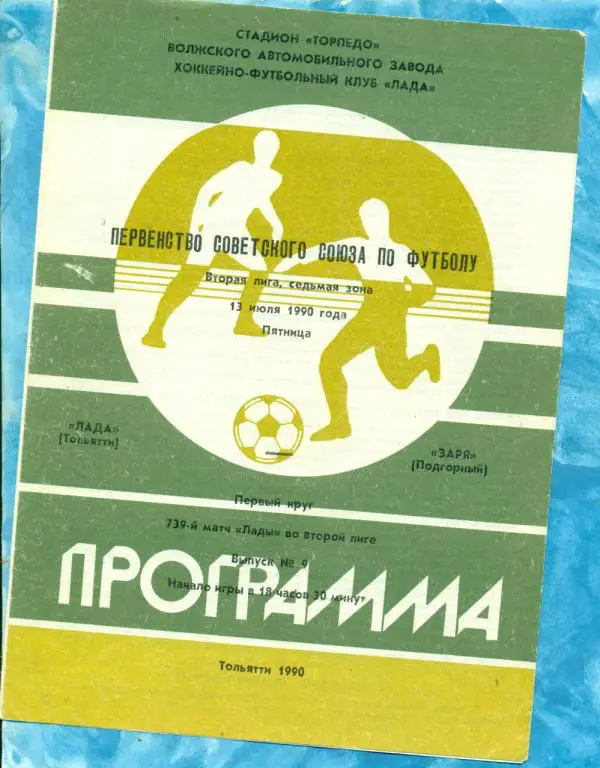 СТАДИОН «ТОРПЕДО»
ВОЛЖСКОГО АВТОМОБИЛЬНОГО ЗАВОДА
ХОККЕЙНО-ФУТБОЛЬНЫЙ КЛУБ «ЛАДА»
ПЕРВЕНСТВО СОВЕТСКОГО СОЮЗА ПО ФУТБОЛУ
Вторая лига, седьмая зона
13 июля 1990 года
Пятница
«ЛАДА»
(Тольятти)
«ЗАРЯ»
(Подгорный)
Первый круг
739-й матч «Лады» во второй лиге
Выпуск № 9
ПРОГРАММА
Начало игры в 18 часов 30 минут
Тольятти 1990